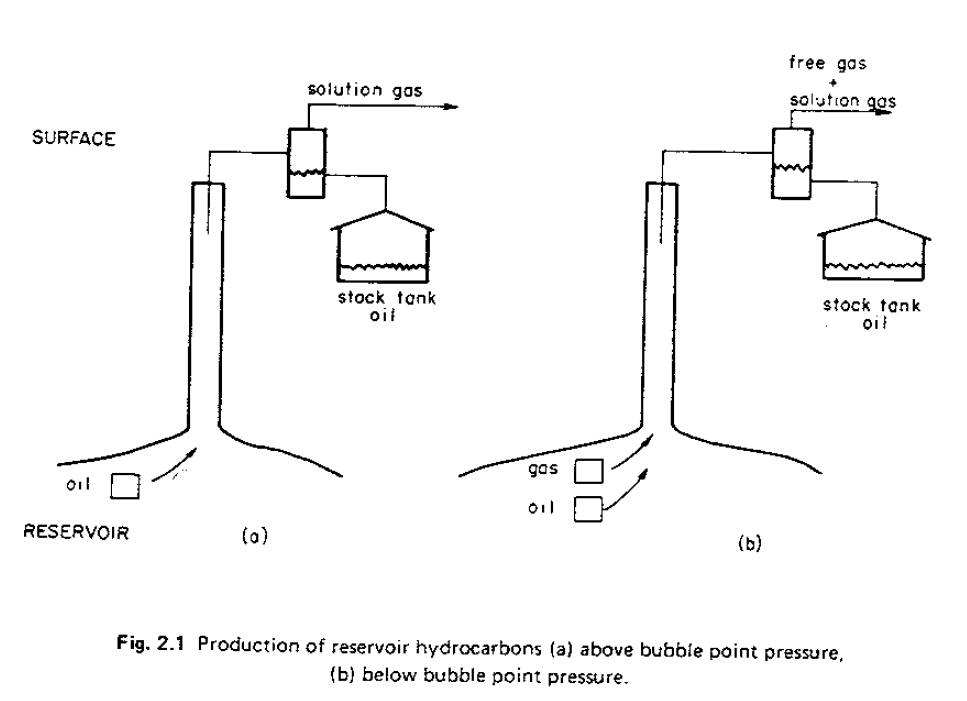 solution gas
free gas
+
solution gas
SURFACE
stock tank
oil
stock tank
oil
oil
gas
oil
RESERVOIR
(a)
(b)
Fig. 2.1 Production of reservoir hydrocarbons (a) above bubble point pressure,
(b) below bubble point pressure.